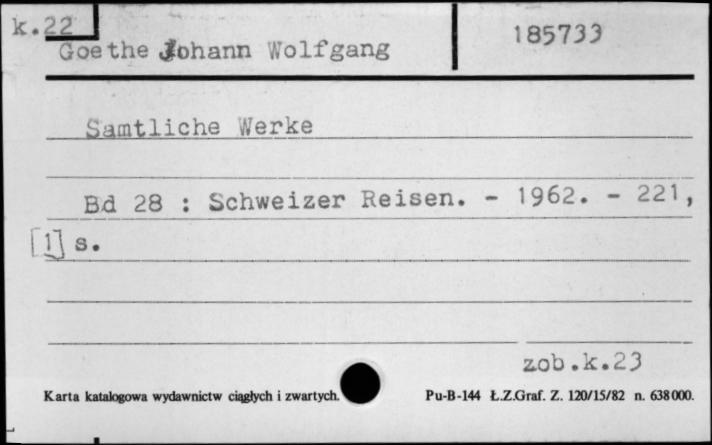 k.22
185733
Goethe Johann Wolfgang
Samtliche Werke
Bd 28 : Schweizer Reisen. - 1962. - 221,
[1] s.
zob.k.23
Karta katalogowa wydawnictw ciągłych i zwartych.
Pu-B-144 Ł.Z.Graf. Z. 120/15/82 n. 638000.